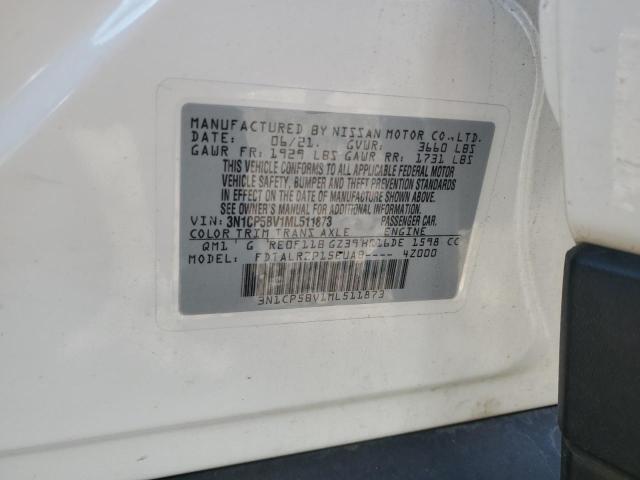 MANUFACTURED BY NISSAN MOTOR CO.,LTD.
DATE: 06/21. GVWR: 3660 LBS
GAWR FR: 1929 LBS GAWR RR: 1731 LBS
THIS VEHICLE CONFORMS TO ALL APPLICABLE FEDERAL MOTOR
VEHICLE SAFETY, BUMPER AND THEFT PREVENTION STANDARDS
IN EFFECT ON THE DATE OF MANUFACTURE SHOWN ABOVE.
SEE OWNER'S MANUAL FOR ADDITIONAL INFORMATION.
VIN: 3N1CP5BV1ML511873 PASSENGER CAR.
COLOR TRIM TRANS AXLE ENGINE
QM1 G RE0F11B GZ39 HR16DE 1598 CC
4Z000
3N1CP5BV1ML511873